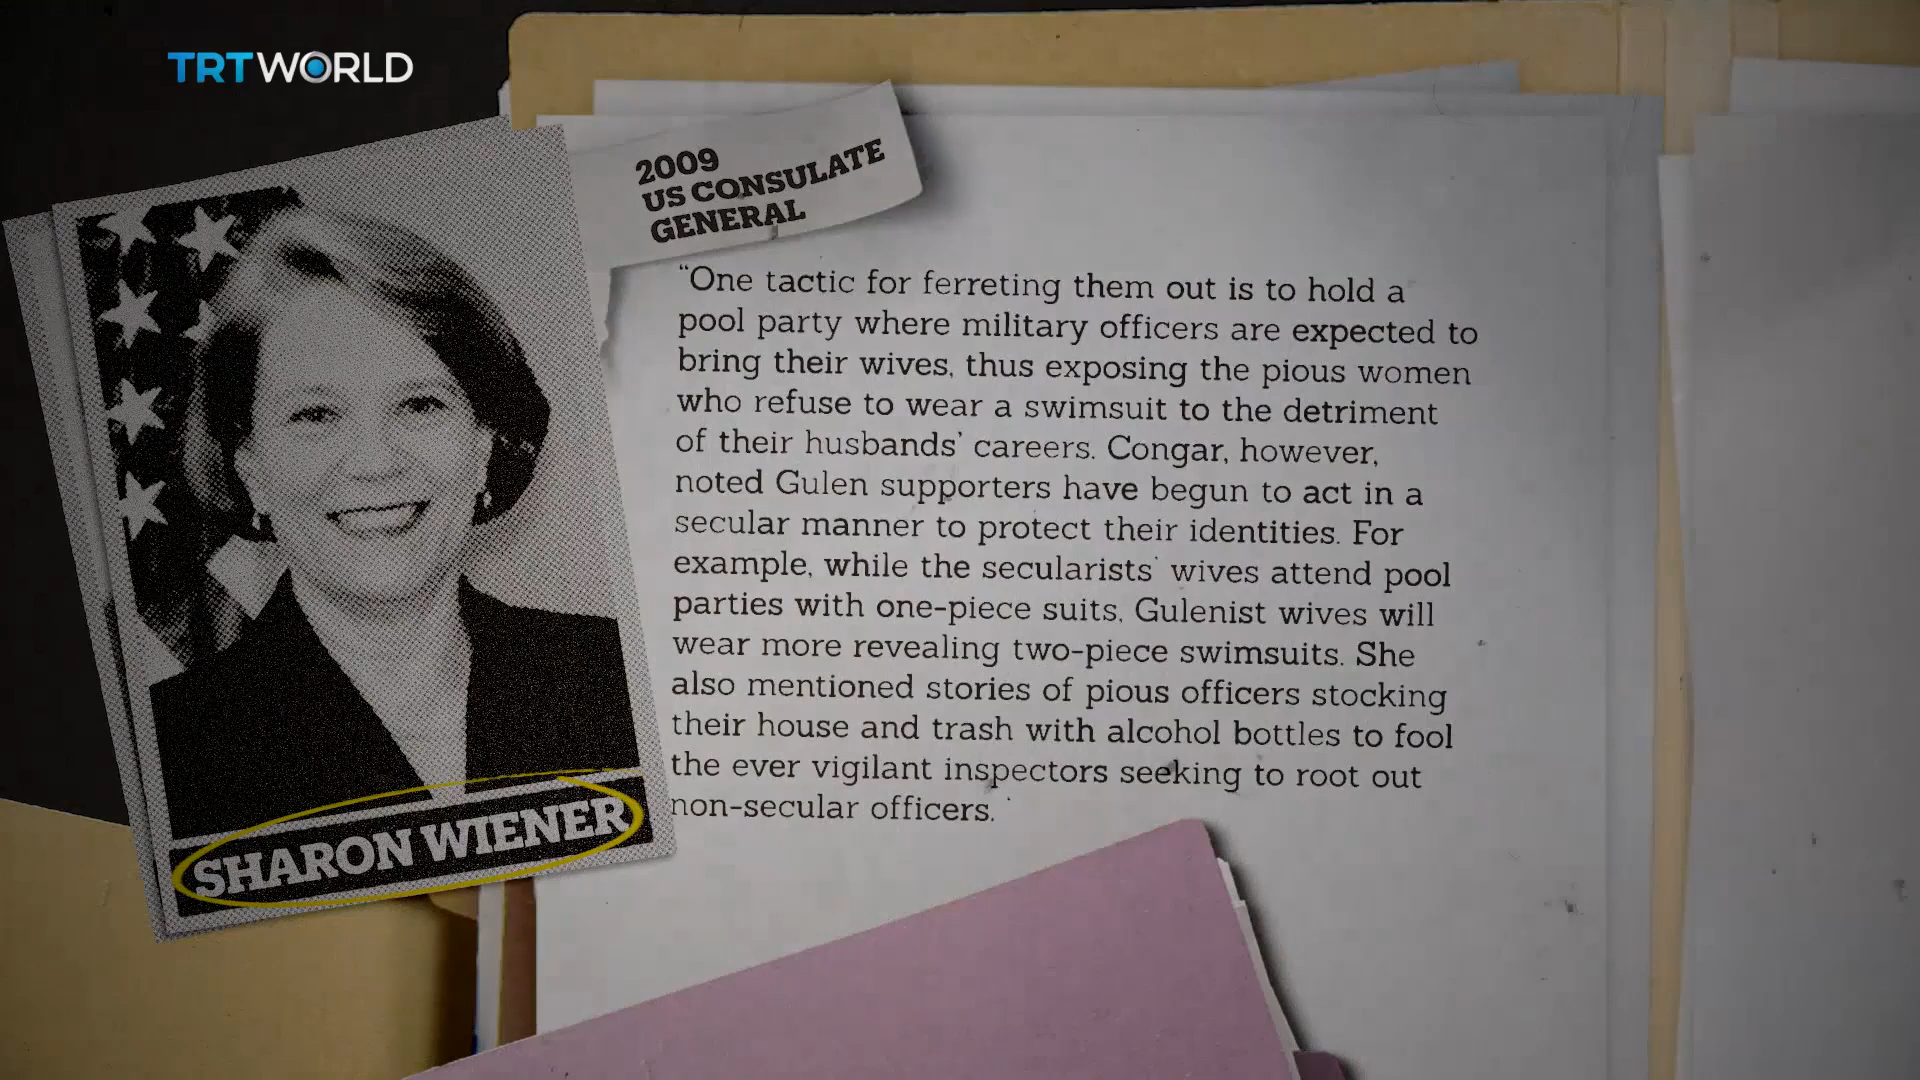 TRT WORLD
2009
US CONSULATE
GENERAL
"One tactic for ferreting them out is to hold a
pool party where military officers are expected to
bring their wives, thus exposing the pious women
who refuse to wear a swimsuit to the detriment
of their husbands' careers. Congar, however,
noted Gulen supporters have begun to act in a
secular manner to protect their identities. For
example, while the secularists' wives attend pool
parties with one-piece suits, Gulenist wives will
wear more revealing two-piece swimsuits. She
also mentioned stories of pious officers stocking
their house and trash with alcohol bottles to fool
the ever vigilant inspectors seeking to root out
non-secular officers.
SHARON WIENER